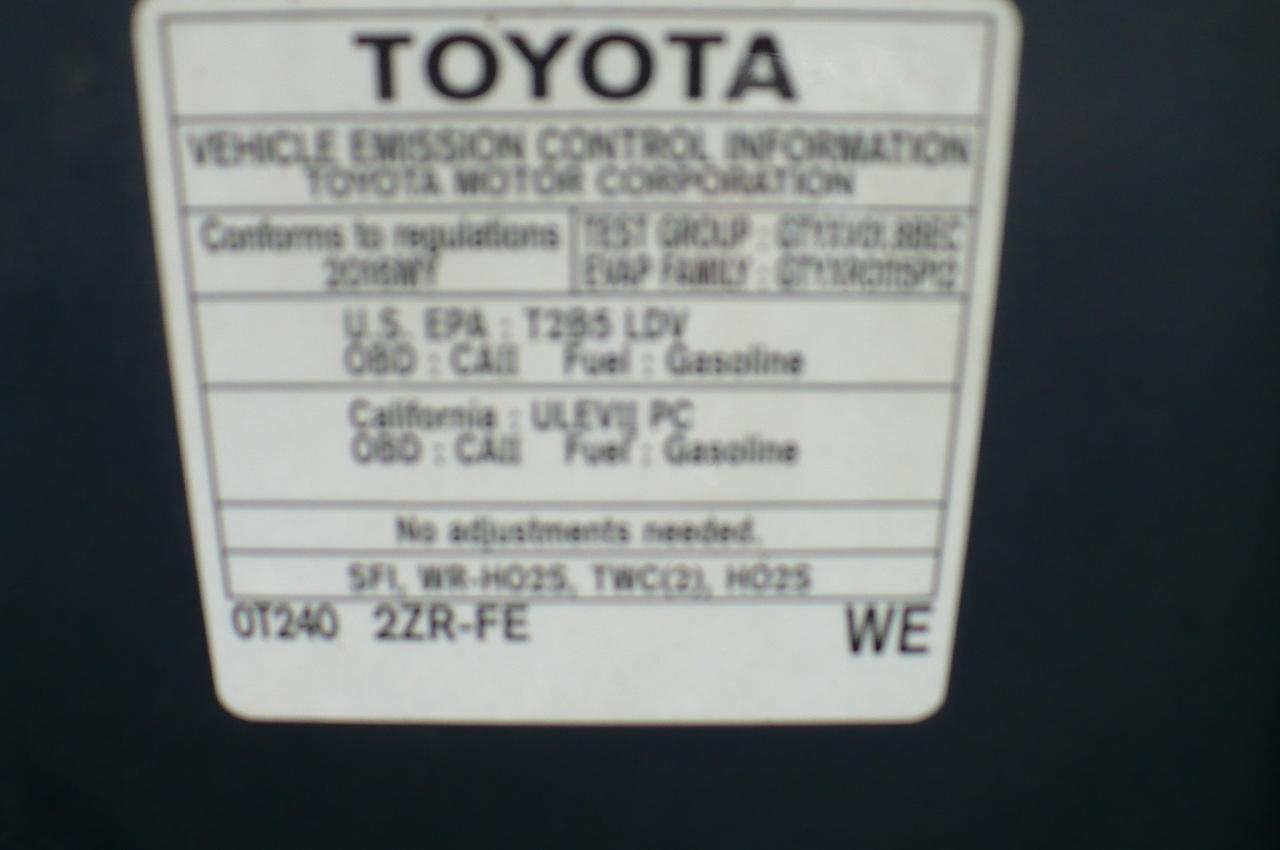 TOYOTA
VEHICLE EMISSION CONTROL INFORMATION
TOYOTA MOTOR CORPORATION
Conforms to regulations
2016MY
TEST GROUP :
EVAP FAMILY :
U.S. EPA : T2B5 LDV
OBD : CAII Fuel : Gasoline
California : ULEVII PC
OBD : CAII Fuel : Gasoline
No adjustments needed.
SFI, WR-HO2S, TWC(2), HO2S
0T240 2ZR-FE WE